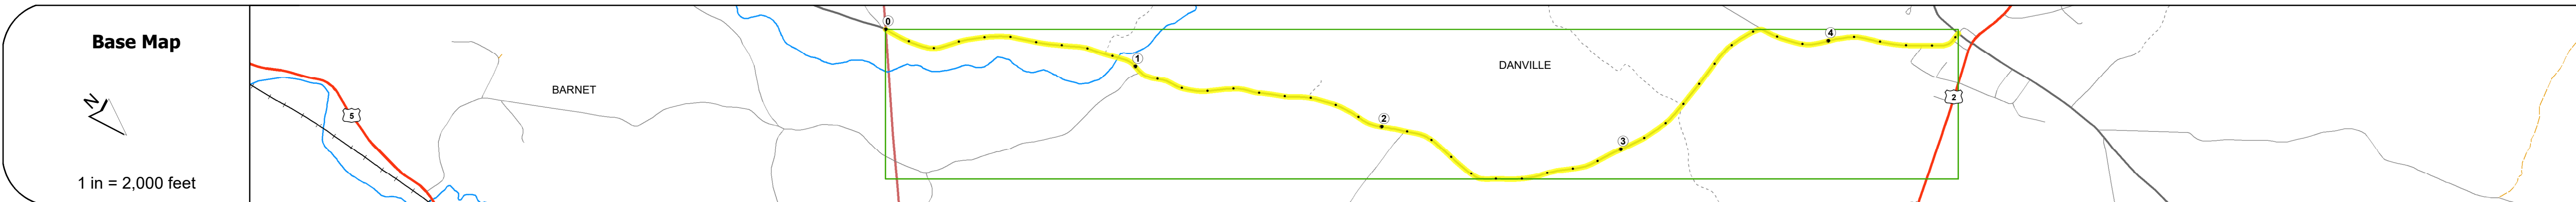 Base Map
N
1 in = 2,000 feet
5
BARNET
0
1
2
DANVILLE
3
4
2